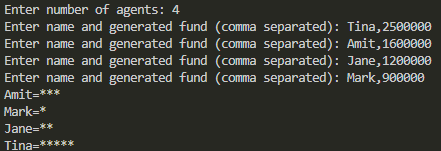 Enter number of agents: 4
Enter name and generated fund (comma separated): Tina,2500000
Enter name and generated fund (comma separated): Amit,1600000
Enter name and generated fund (comma separated): Jane,1200000
Enter name and generated fund (comma separated): Mark,900000
Amit=***
Mark=*
Jane=**
Tina=*****